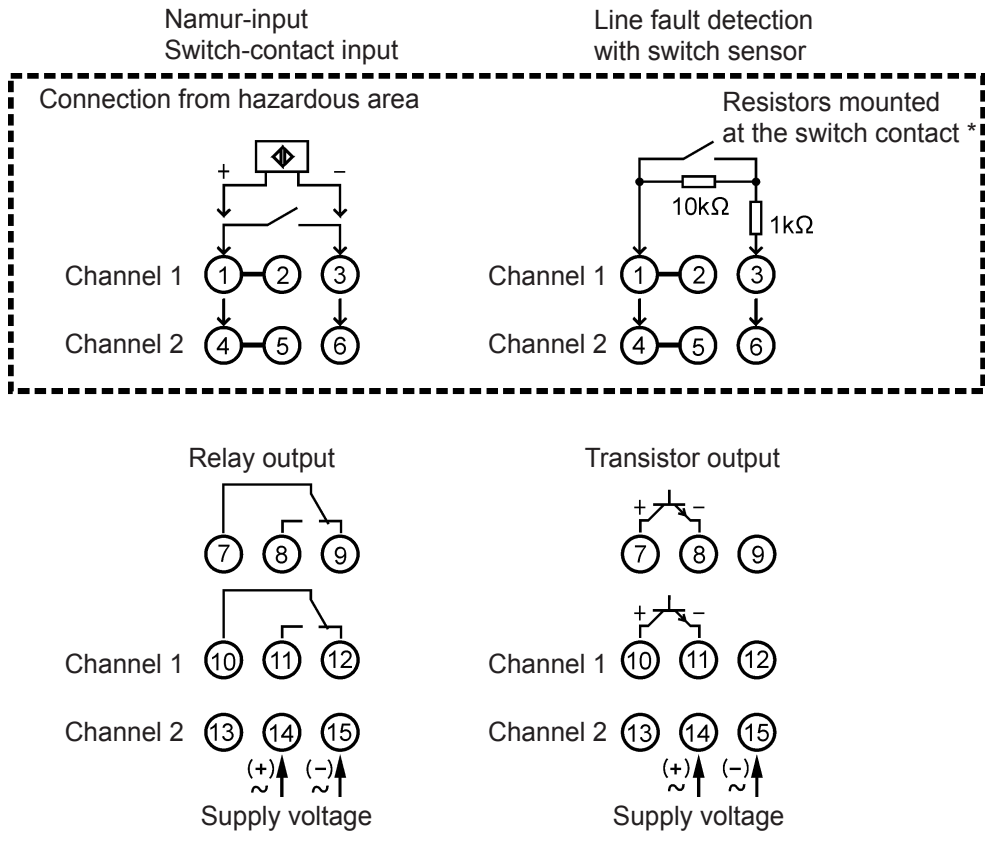 Namur-input
Switch-contact input
Line fault detection
with switch sensor
Connection from hazardous area
Resistors mounted
at the switch contact *
+ −
10kΩ
1kΩ
Channel 1 1 2 3
Channel 2 4 5 6
Channel 1 1 2 3
Channel 2 4 5 6
Relay output
7 8 9
Channel 1 10 11 12
Channel 2 13 14 15
(+) (−)
~ ~
Supply voltage
Transistor output
+ −
7 8 9
+ −
Channel 1 10 11 12
Channel 2 13 14 15
(+) (−)
~ ~
Supply voltage